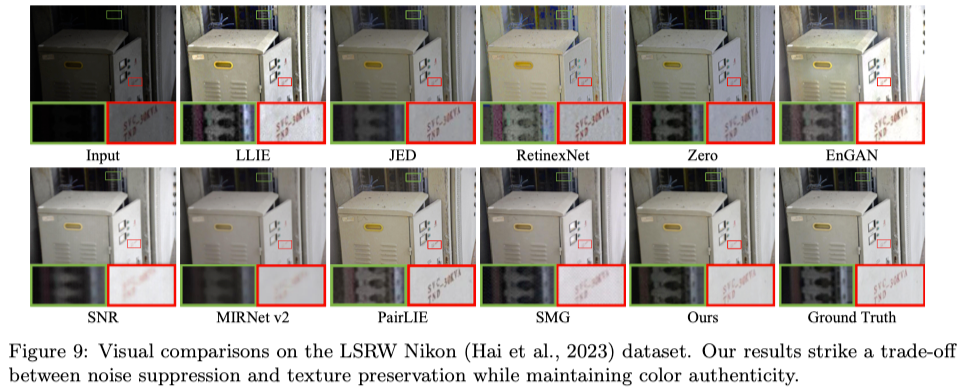 Input LLIE JED RetinexNet Zero EnGAN
SNR MIRNet v2 PairLIE SMG Ours Ground Truth
Figure 9: Visual comparisons on the LSRW Nikon (Hai et al., 2023) dataset. Our results strike a trade-off
between noise suppression and texture preservation while maintaining color authenticity.